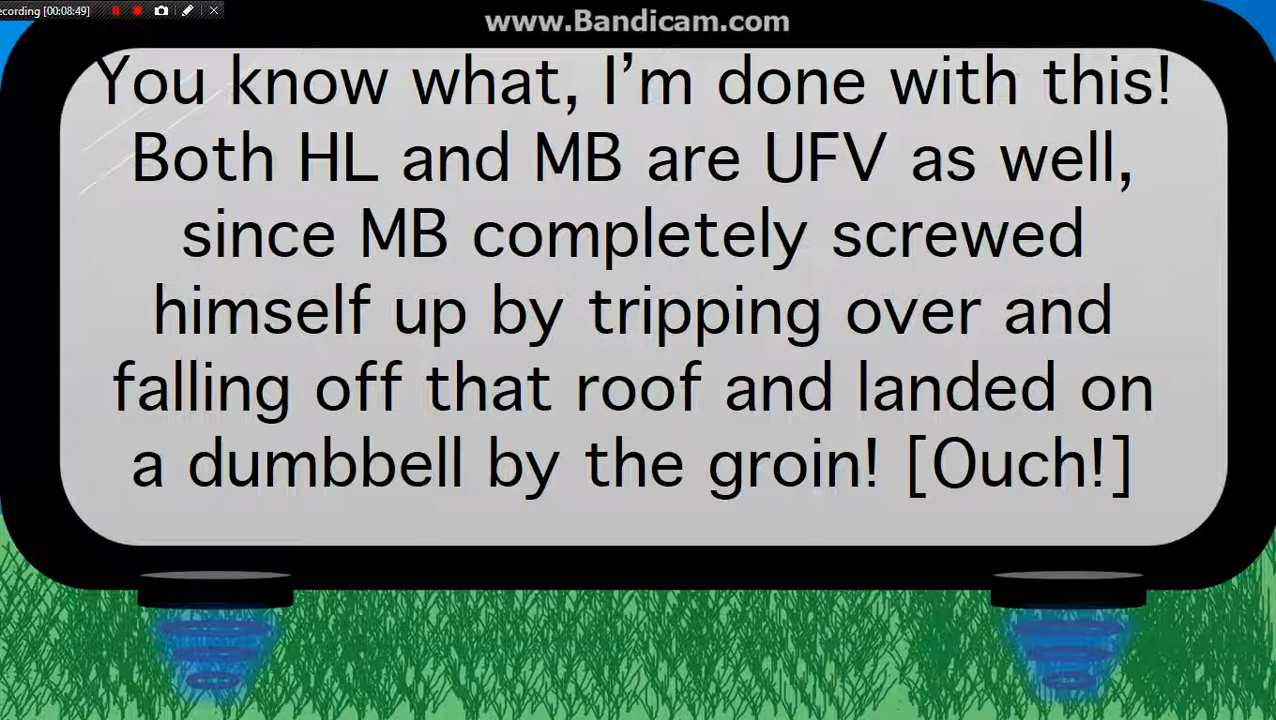 ecording [00:08:49]
www.Bandicam.com
You know what, I’m done with this!
Both HL and MB are UFV as well,
since MB completely screwed
himself up by tripping over and
falling off that roof and landed on
a dumbbell by the groin! [Ouch!]